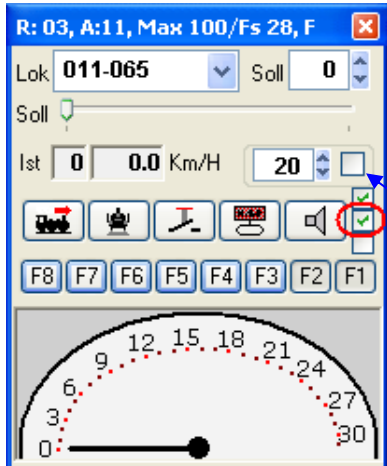 R: 03, A:11, Max 100/Fs 28, F
Lok 011-065 Soll 0
Soll
Ist 0 0.0 Km/H 20
F8 F7 F6 F5 F4 F3 F2 F1
0 3 6 9 12 15 18 21 24 27 30